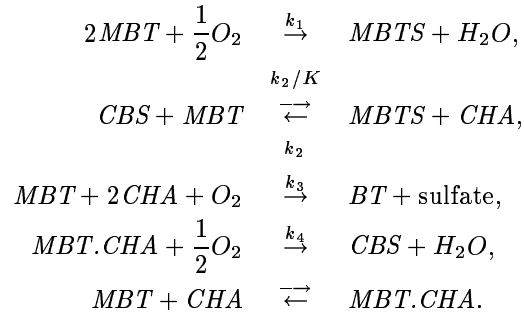 2MBT + 1/2 O₂ →(k₁) MBTS + H₂O,
k₂/K
CBS + MBT ⇄ MBTS + CHA,
k₂
MBT + 2CHA + O₂ →(k₃) BT + sulfate,
MBT.CHA + 1/2 O₂ →(k₄) CBS + H₂O,
MBT + CHA ⇄ MBT.CHA.